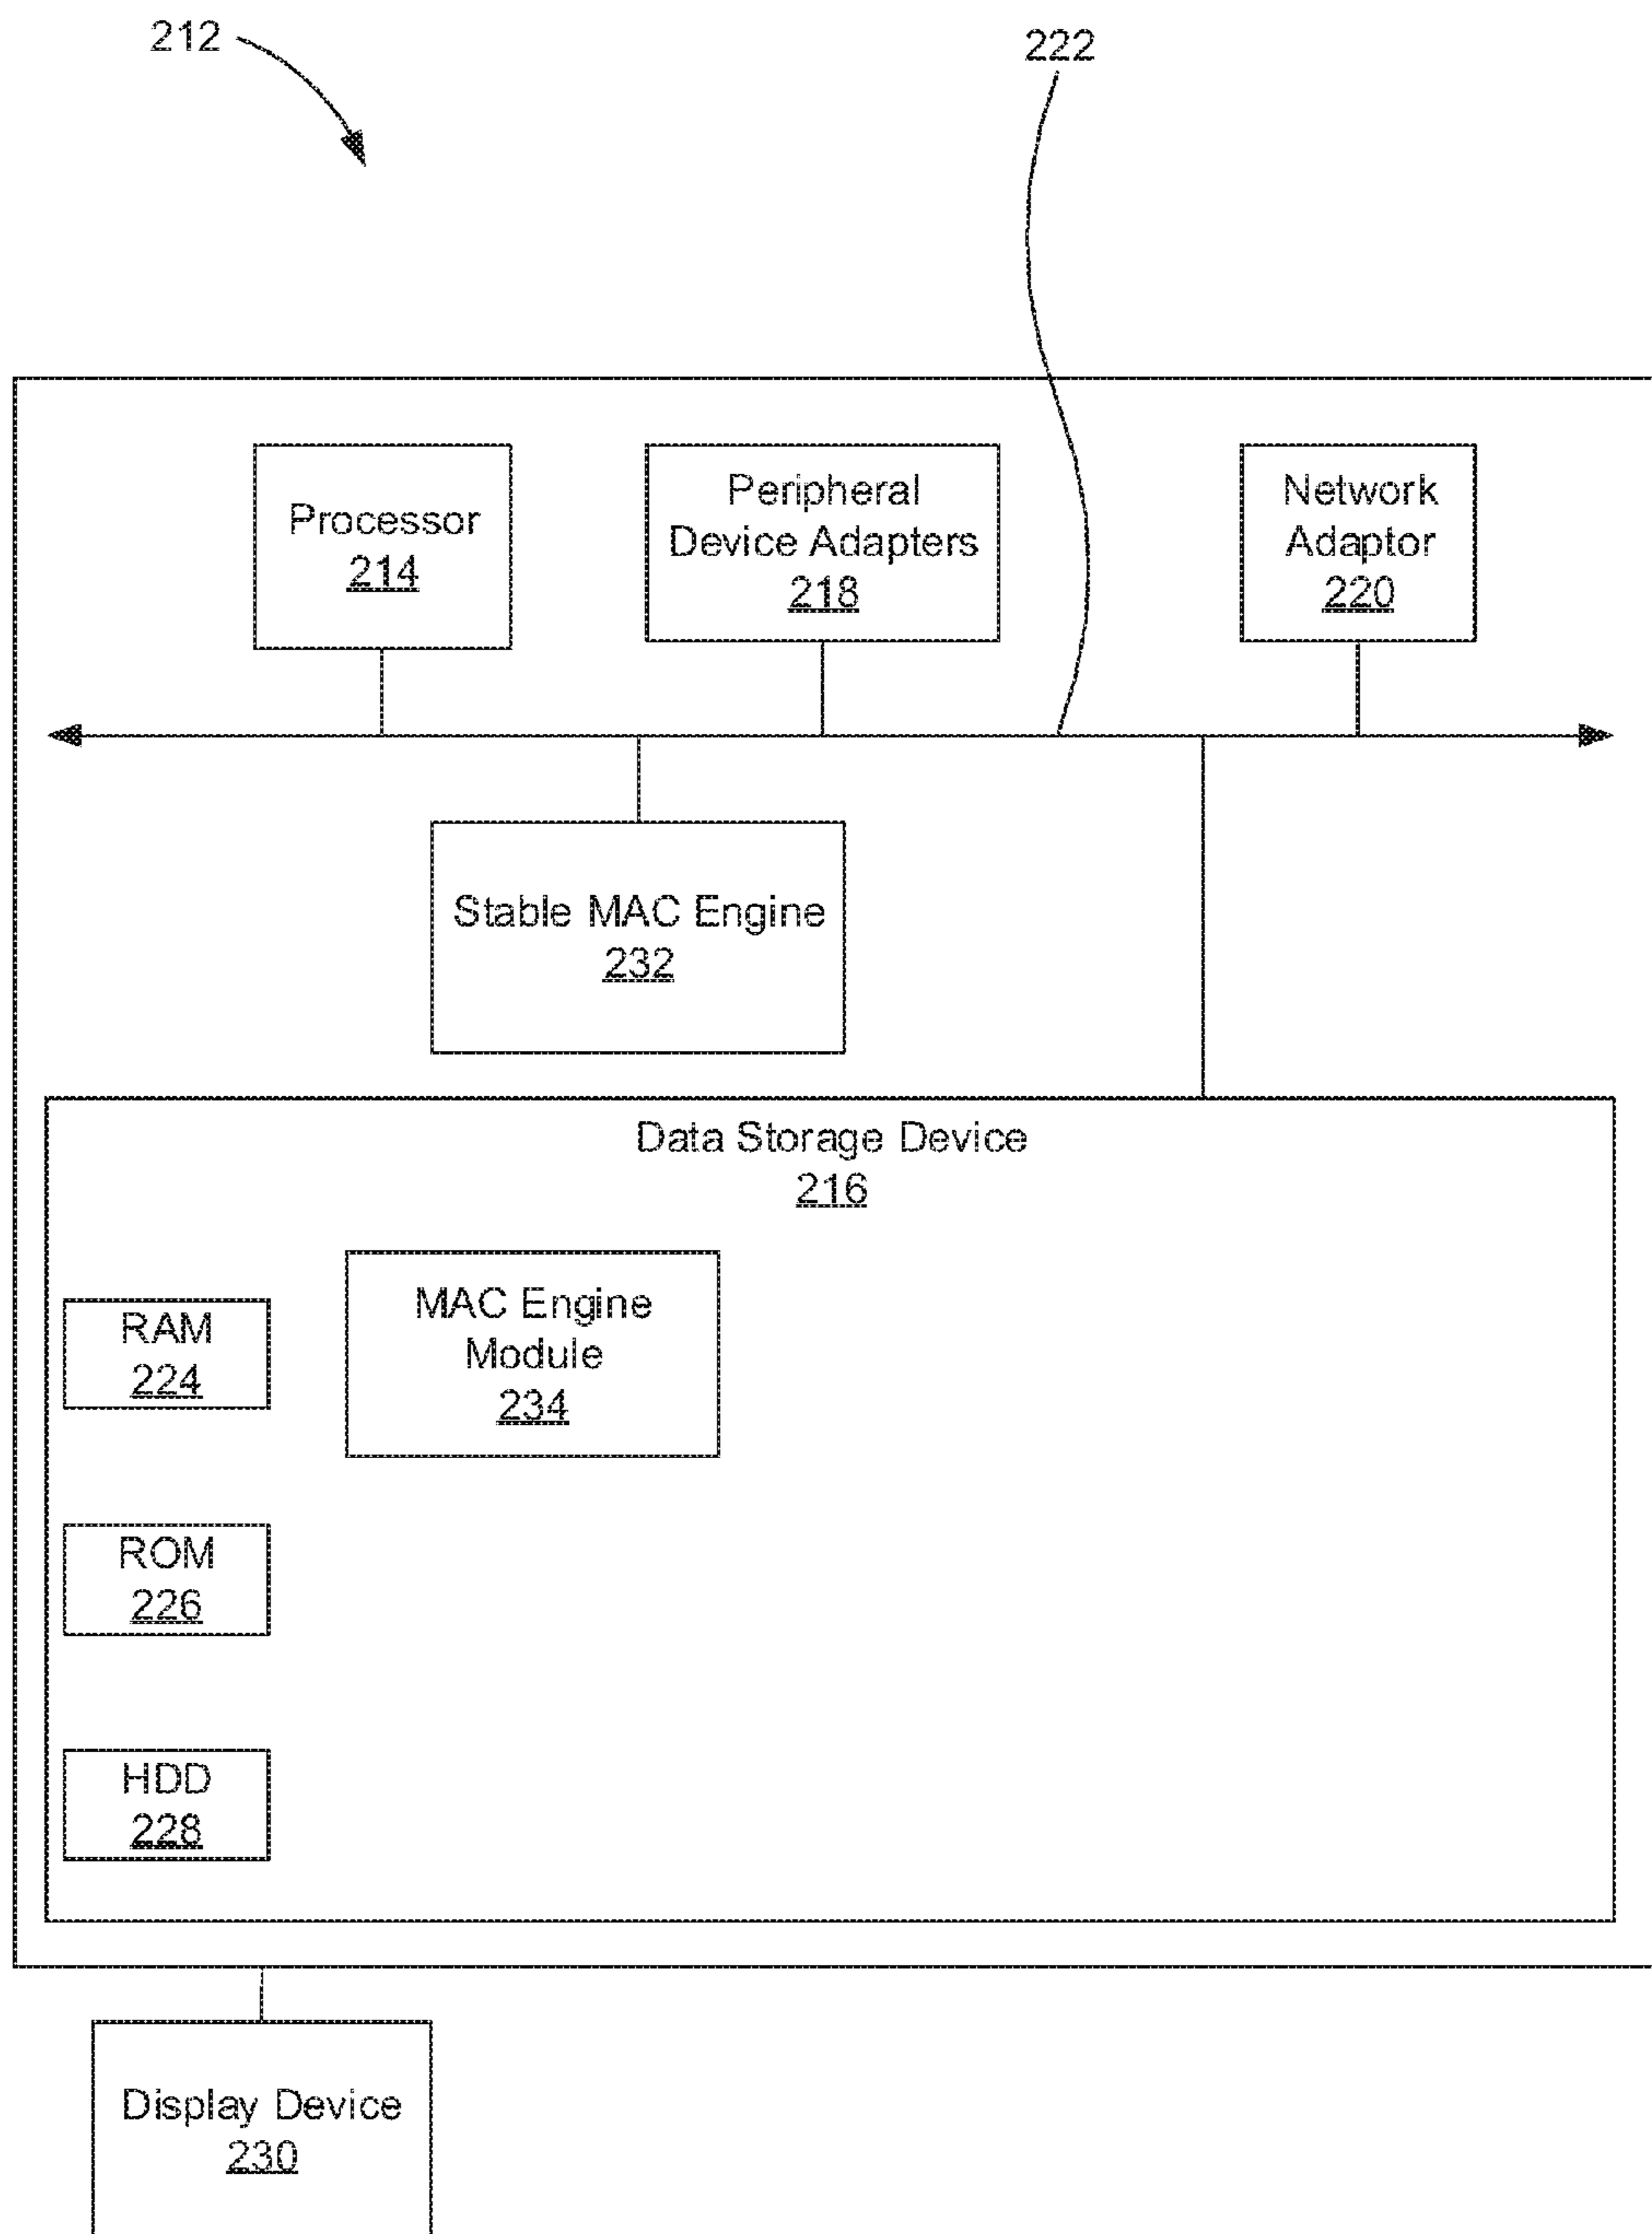 212
222
Processor
214
Peripheral
Device Adapters
218
Network
Adaptor
220
Stable MAC Engine
232
Data Storage Device
216
RAM
224
MAC Engine
Module
234
ROM
226
HDD
228
Display Device
230